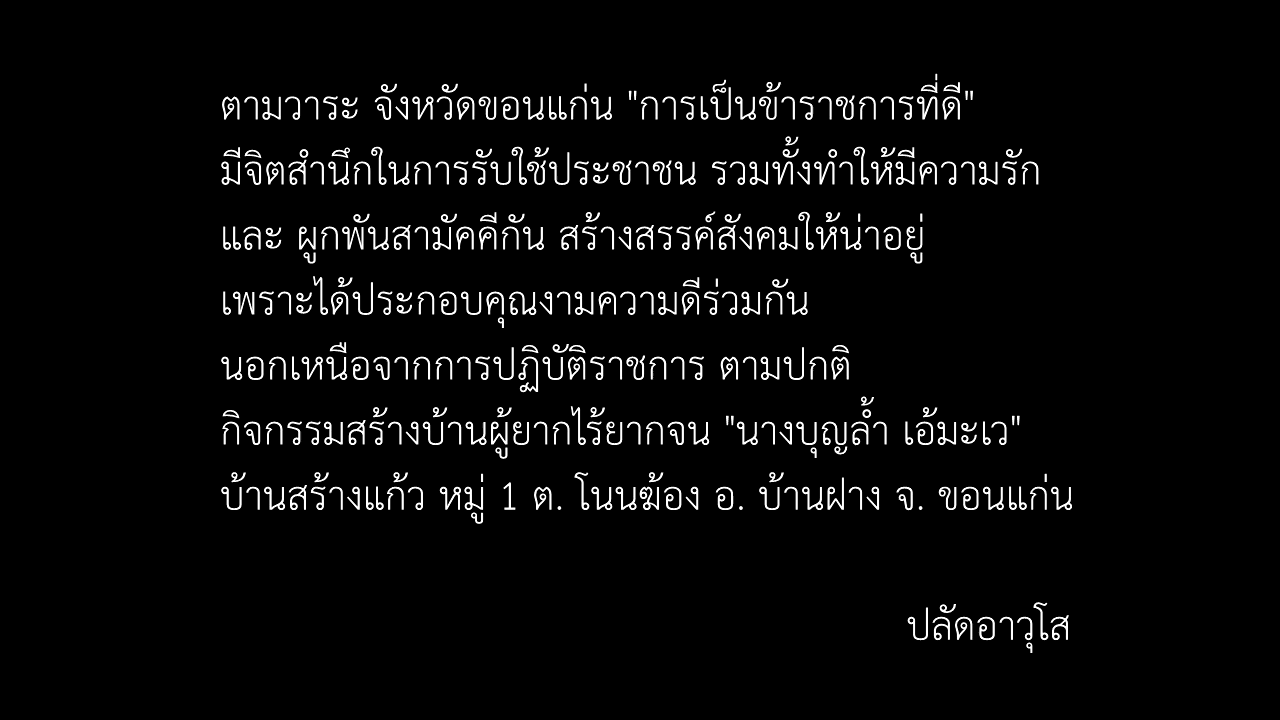 ตามวาระ จังหวัดขอนแก่น "การเป็นข้าราชการที่ดี"
มีจิตสำนึกในการรับใช้ประชาชน รวมทั้งทำให้มีความรัก
และ ผูกพันสามัคคีกัน สร้างสรรค์สังคมให้น่าอยู่
เพราะได้ประกอบคุณงามความดีร่วมกัน
นอกเหนือจากการปฏิบัติราชการ ตามปกติ
กิจกรรมสร้างบ้านผู้ยากไร้ยากจน "นางบุญล้ำ เอ้มะเว"
บ้านสร้างแก้ว หมู่ 1 ต. โนนฆ้อง อ. บ้านฝาง จ. ขอนแก่น
ปลัดอาวุโส